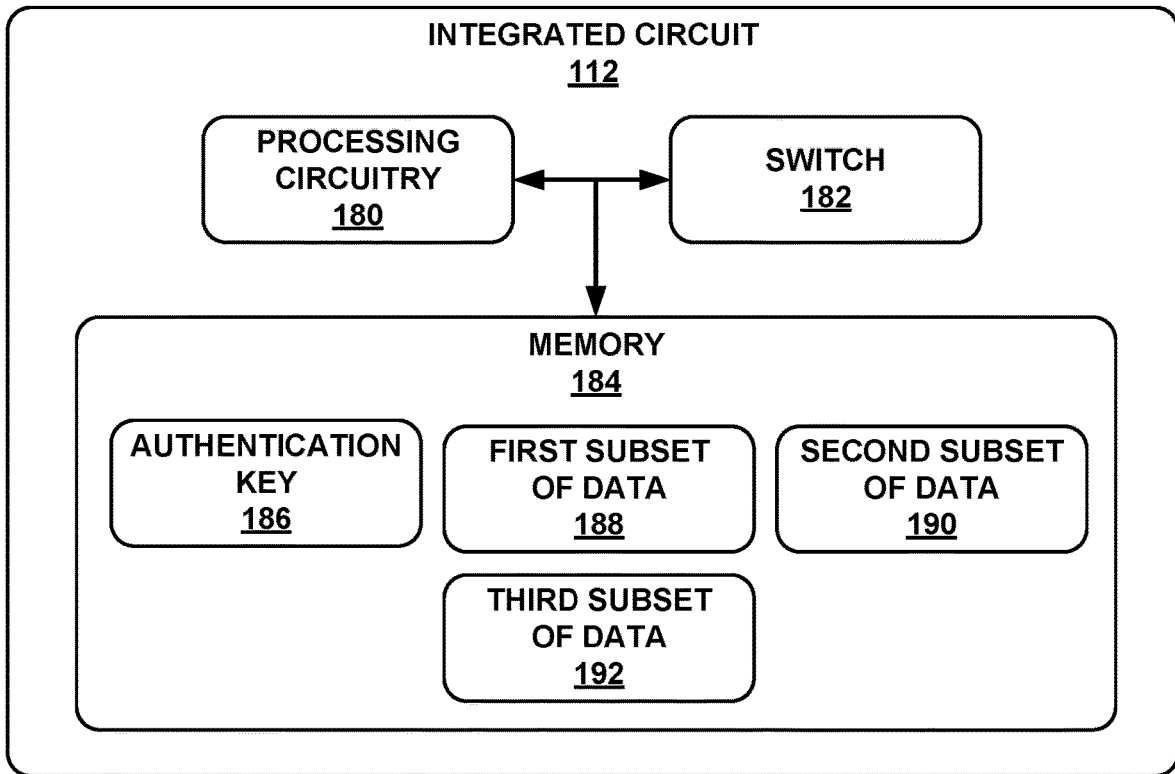 INTEGRATED CIRCUIT
112
PROCESSING
CIRCUITRY
180
SWITCH
182
MEMORY
184
AUTHENTICATION
KEY
186
FIRST SUBSET
OF DATA
188
SECOND SUBSET
OF DATA
190
THIRD SUBSET
OF DATA
192